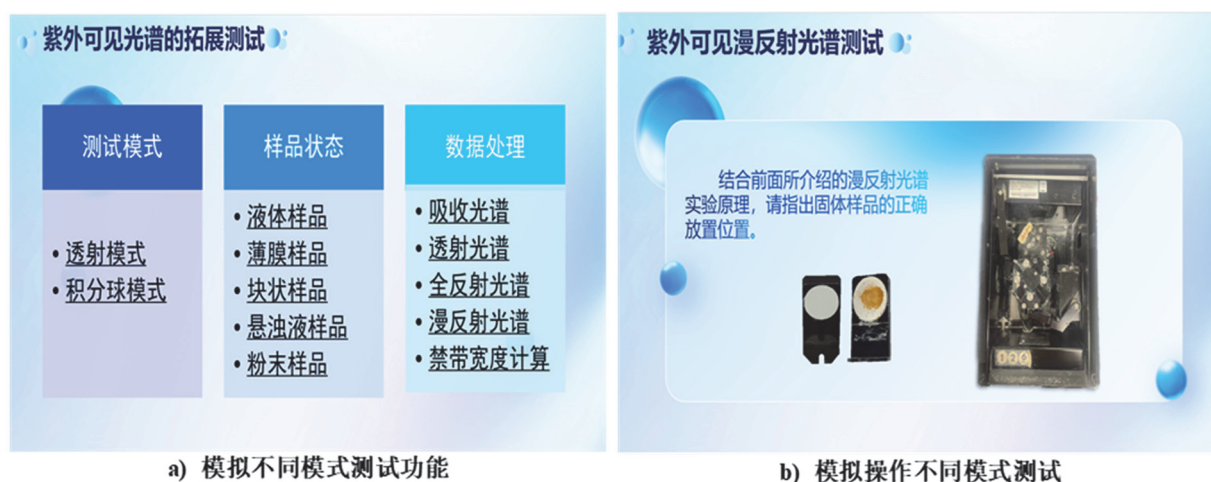 紫外可见光谱的拓展测试
测试模式
• 透射模式
• 积分球模式
样品状态
• 液体样品
• 薄膜样品
• 块状样品
• 悬浊液样品
• 粉末样品
数据处理
• 吸收光谱
• 透射光谱
• 全反射光谱
• 漫反射光谱
• 禁带宽度计算
a) 模拟不同模式测试功能
紫外可见漫反射光谱测试
结合前面所介绍的漫反射光谱
实验原理，请指出固体样品的正确
放置位置。
b) 模拟操作不同模式测试